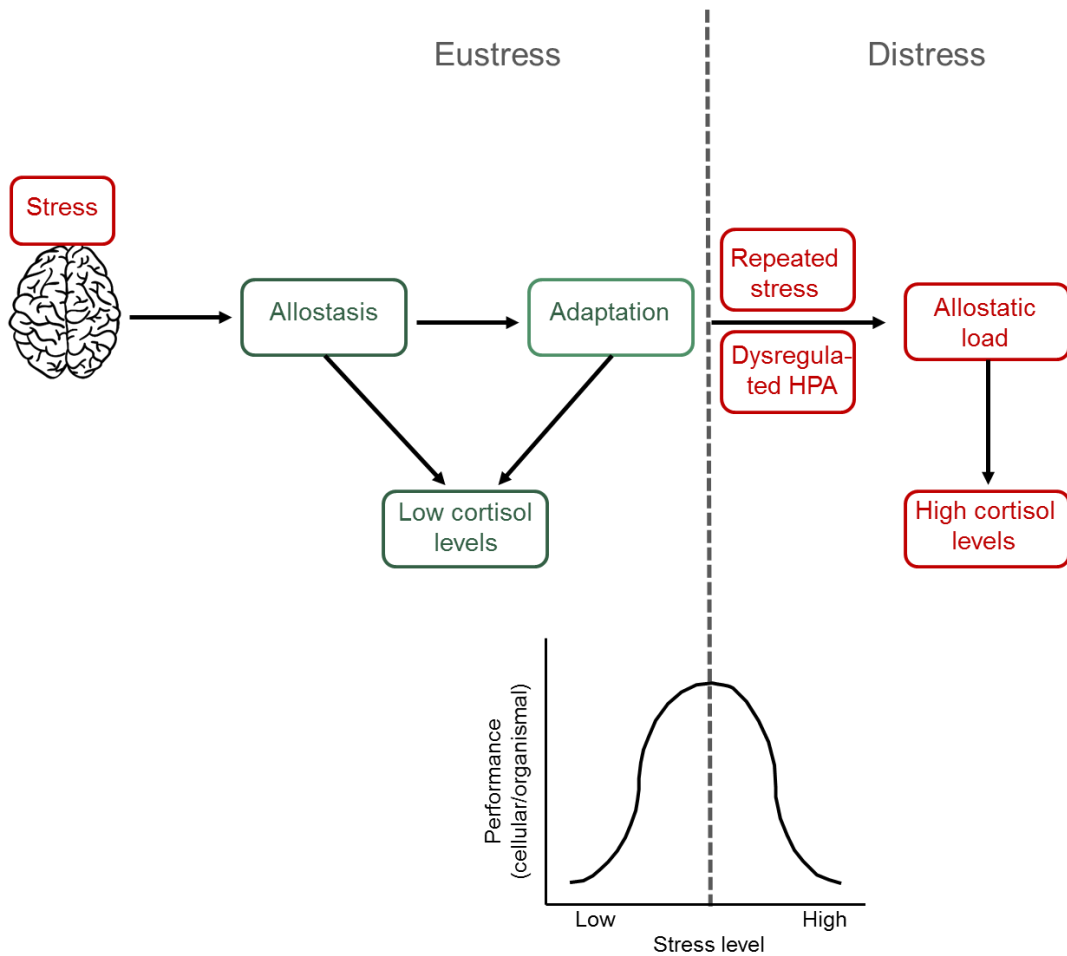 Eustress
Distress
Stress
Allostasis
Adaptation
Repeated
stress
Dysregula-
ted HPA
Allostatic
load
Low cortisol
levels
High cortisol
levels
Performance
(cellular/organismal)
Low
High
Stress level